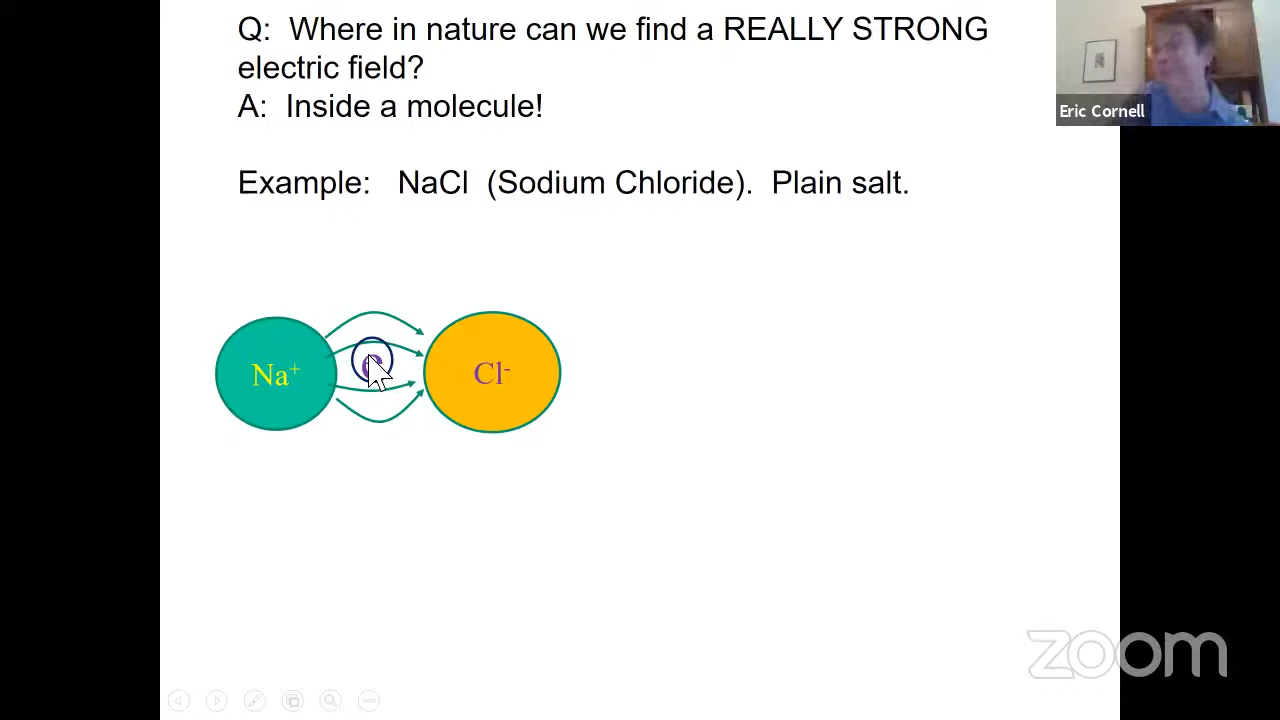 Q: Where in nature can we find a REALLY STRONG
electric field?
A: Inside a molecule!
Eric Cornell
Example: NaCl (Sodium Chloride). Plain salt.
Na⁺
Cl⁻
zoom